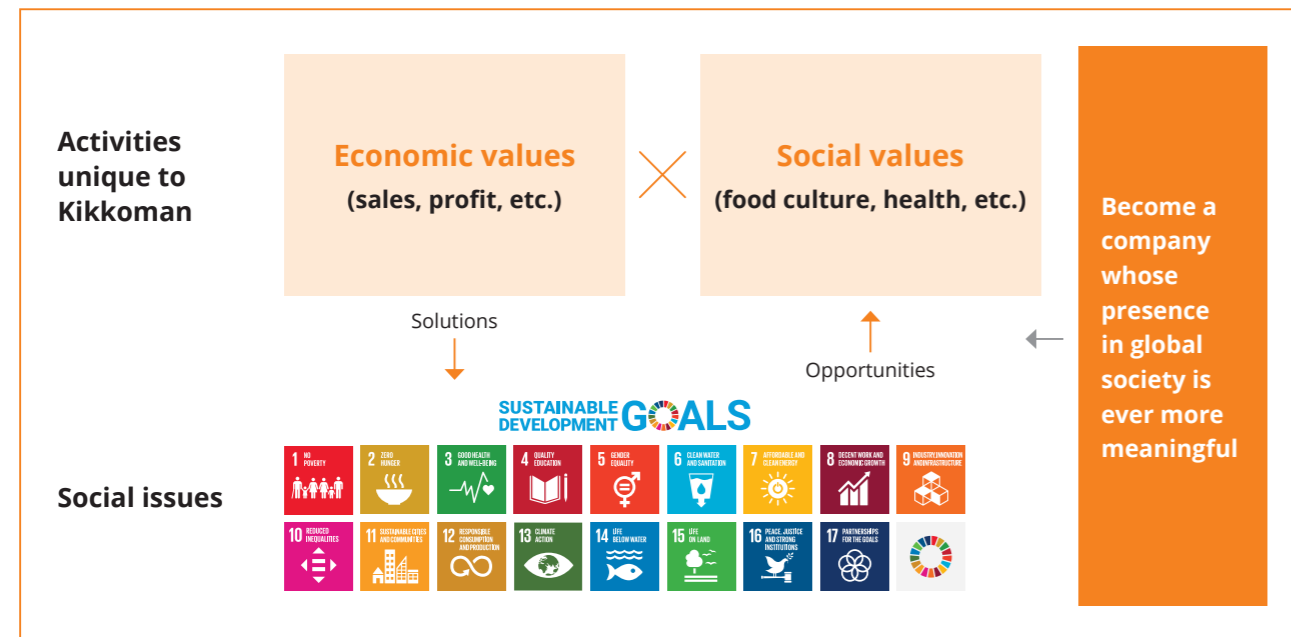 Activities
unique to
Kikkoman
Economic values
(sales, profit, etc.)
Social values
(food culture, health, etc.)
Solutions
Opportunities
SUSTAINABLE
DEVELOPMENT
GOALS
Social issues
1 NO
POVERTY
2 ZERO
HUNGER
3 GOOD HEALTH
AND WELL-BEING
4 QUALITY
EDUCATION
5 GENDER
EQUALITY
6 CLEAN WATER
AND SANITATION
7 AFFORDABLE AND
CLEAN ENERGY
8 DECENT WORK AND
ECONOMIC GROWTH
9 INDUSTRY, INNOVATION
AND INFRASTRUCTURE
10 REDUCED
INEQUALITIES
11 SUSTAINABLE CITIES
AND COMMUNITIES
12 RESPONSIBLE
CONSUMPTION
AND PRODUCTION
13 CLIMATE
ACTION
14 LIFE
BELOW WATER
15 LIFE
ON LAND
16 PEACE, JUSTICE
AND STRONG
INSTITUTIONS
17 PARTNERSHIPS
FOR THE GOALS
Become a
company
whose
presence
in global
society is
ever more
meaningful